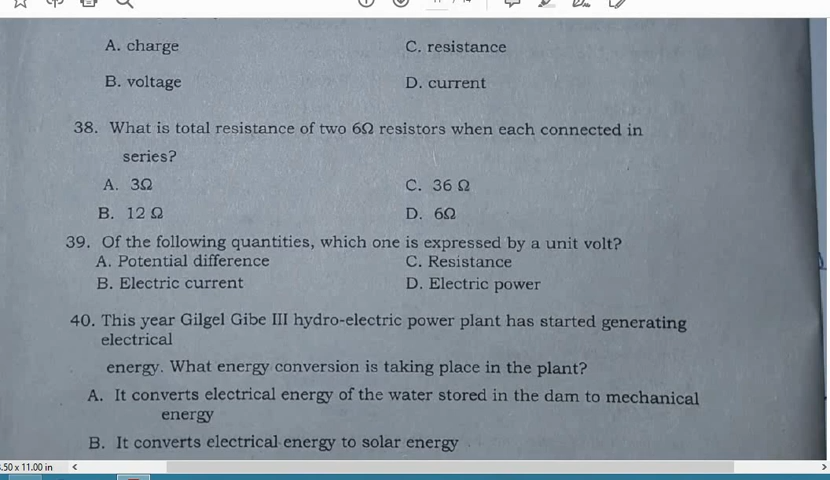 A. charge
C. resistance
B. voltage
D. current
38. What is total resistance of two 6Ω resistors when each connected in
series?
A. 3Ω
C. 36 Ω
B. 12 Ω
D. 6Ω
39. Of the following quantities, which one is expressed by a unit volt?
A. Potential difference
C. Resistance
B. Electric current
D. Electric power
40. This year Gilgel Gibe III hydro-electric power plant has started generating
electrical
energy. What energy conversion is taking place in the plant?
A. It converts electrical energy of the water stored in the dam to mechanical
energy
B. It converts electrical energy to solar energy
.50 x 11.00 in